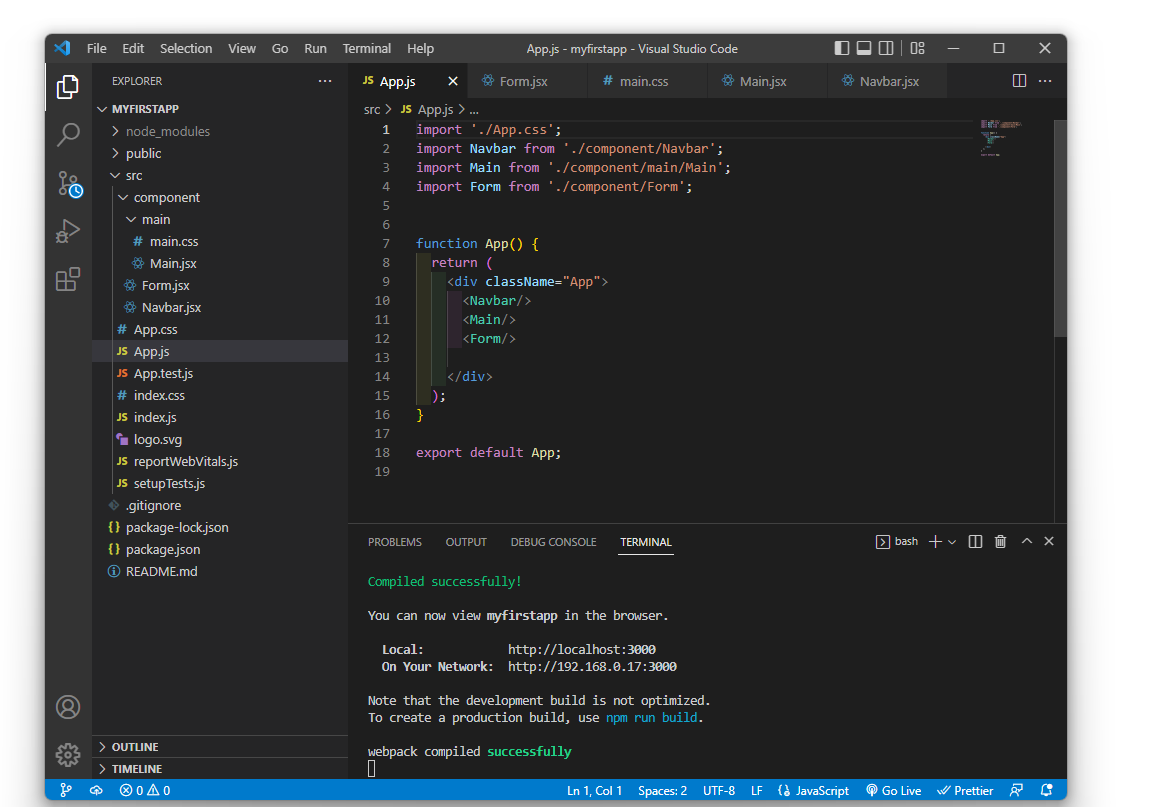 File Edit Selection View Go Run Terminal Help App.js - myfirstapp - Visual Studio Code
EXPLORER ...
MYFIRSTAPP
node_modules
public
src
component
main
# main.css
Main.jsx
Form.jsx
Navbar.jsx
# App.css
JS App.js
JS App.test.js
# index.css
JS index.js
logo.svg
JS reportWebVitals.js
JS setupTests.js
.gitignore
{} package-lock.json
{} package.json
README.md
OUTLINE
TIMELINE
JS App.js Form.jsx # main.css Main.jsx Navbar.jsx ...
src > JS App.js > ...
1 import './App.css';
2 import Navbar from './component/Navbar';
3 import Main from './component/main/Main';
4 import Form from './component/Form';
5
6
7 function App() {
8 return (
9 <div className="App">
10 <Navbar/>
11 <Main/>
12 <Form/>
13
14 </div>
15 );
16 }
17
18 export default App;
19
PROBLEMS OUTPUT DEBUG CONSOLE TERMINAL bash
Compiled successfully!
You can now view myfirstapp in the browser.
Local: http://localhost:3000
On Your Network: http://192.168.0.17:3000
Note that the development build is not optimized.
To create a production build, use npm run build.
webpack compiled successfully
0 0 Ln 1, Col 1 Spaces: 2 UTF-8 LF {} JavaScript Go Live Prettier